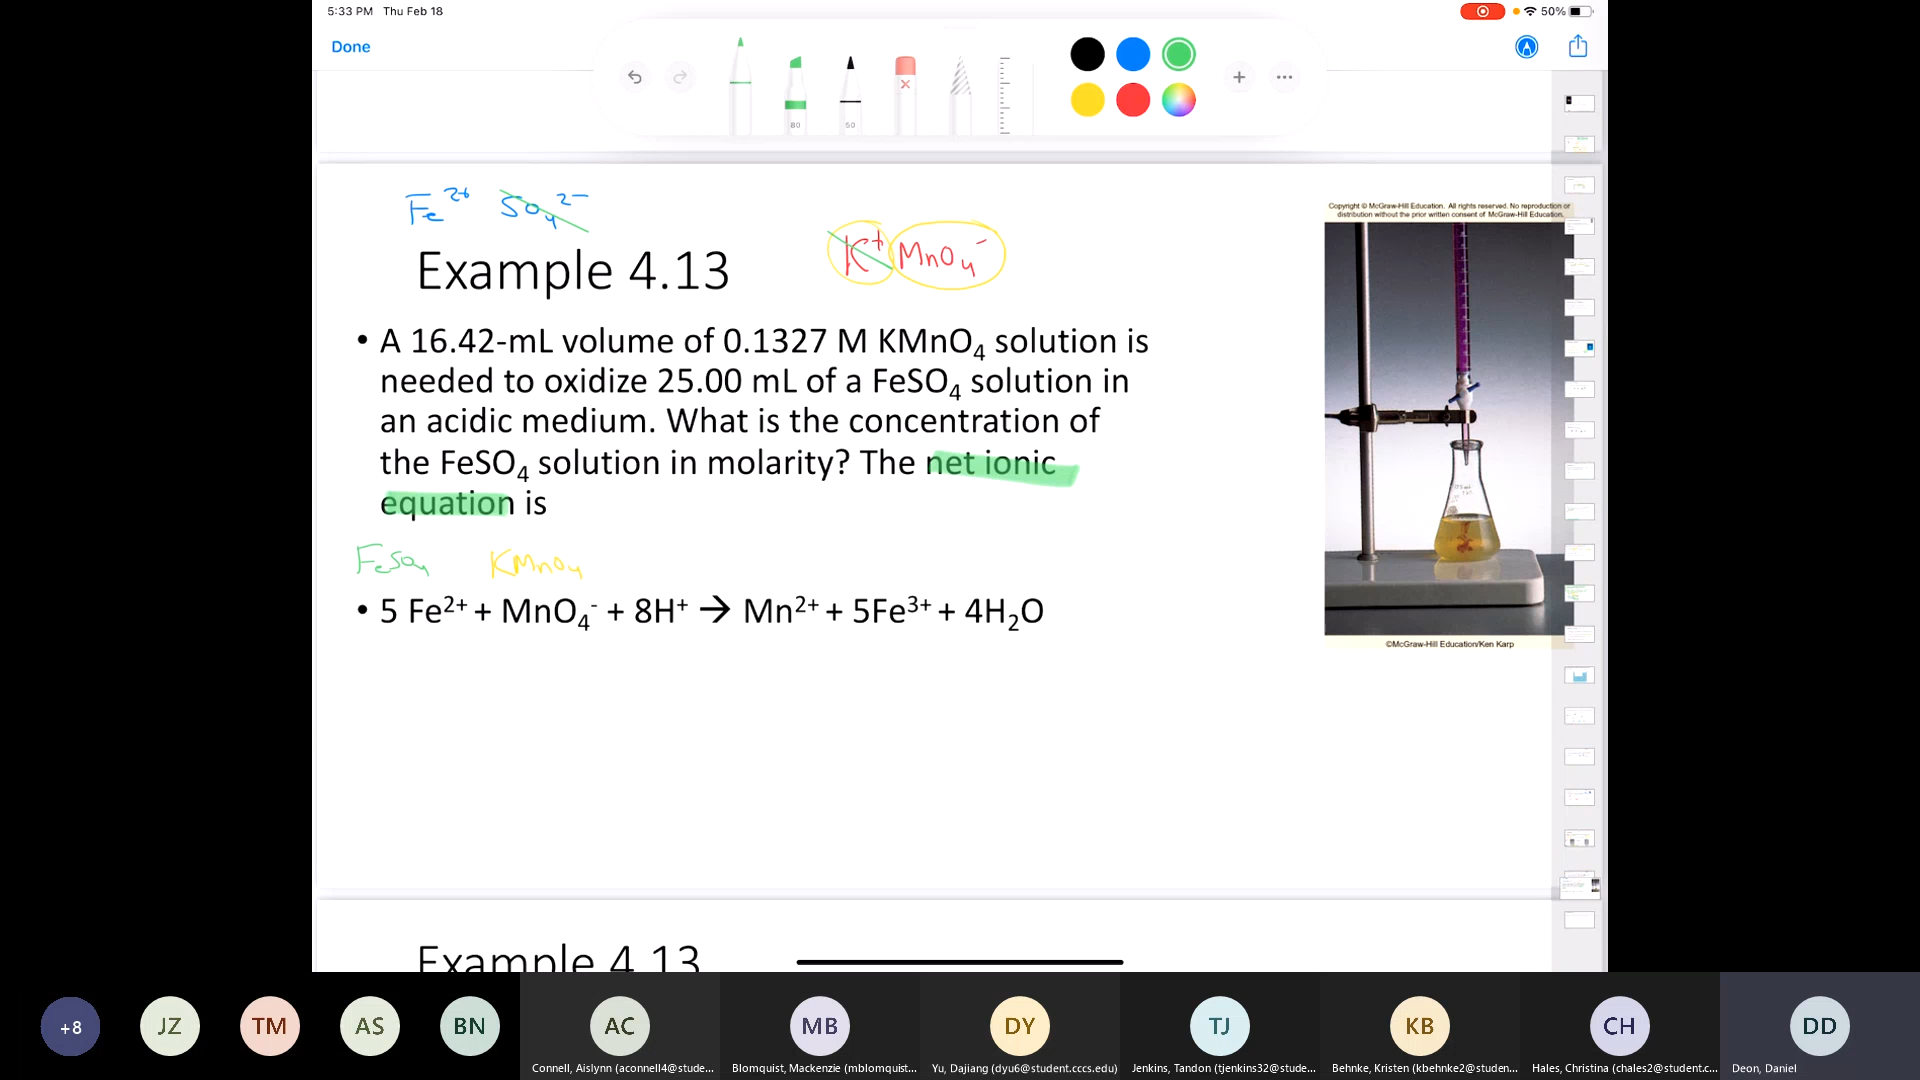 5:33 PM Thu Feb 18
50%
Done
80
50
Fe²⁺ SO₄²⁻
K⁺ MnO₄⁻
Example 4.13
• A 16.42-mL volume of 0.1327 M KMnO₄ solution is
needed to oxidize 25.00 mL of a FeSO₄ solution in
an acidic medium. What is the concentration of
the FeSO₄ solution in molarity? The net ionic
equation is
FeSO₄ KMnO₄
• 5 Fe²⁺ + MnO₄⁻ + 8H⁺ → Mn²⁺ + 5Fe³⁺ + 4H₂O
Copyright © McGraw-Hill Education. All rights reserved. No reproduction or
distribution without the prior written consent of McGraw-Hill Education.
©McGraw-Hill Education/Ken Karp
Example 4.13
+8 JZ TM AS BN AC MB DY TJ KB CH DD
Connell, Aislynn (aconnell4@stude... Blomquist, Mackenzie (mblomquist... Yu, Dajiang (dyu6@student.cccs.edu) Jenkins, Tandon (tjenkins32@stude... Behnke, Kristen (kbehnke2@studen... Hales, Christina (chales2@student.c... Deon, Daniel